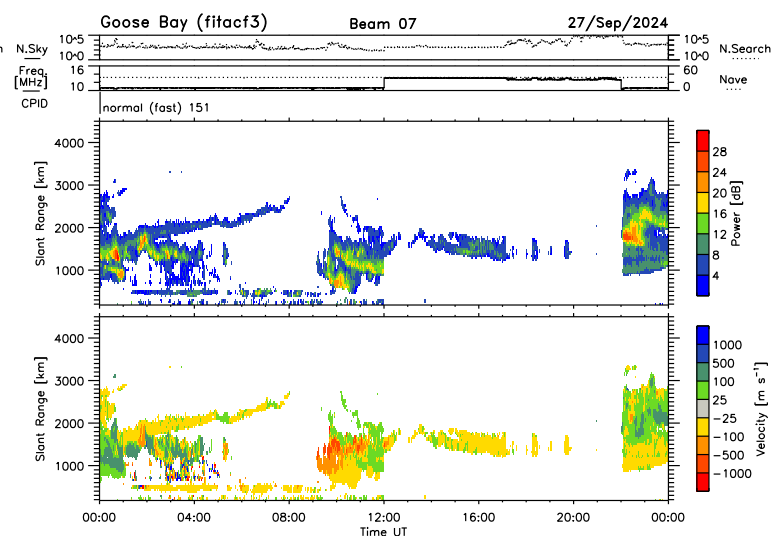 Goose Bay (fitacf3) Beam 07 27/Sep/2024
n N.Sky 10^5 10^0 10^5 10^0 N.Search
Freq. [MHz] 16 10 60 0 Nave
CPID normal (fast) 151
Slant Range [km]
4000
3000
2000
1000
Power [dB]
28
24
20
16
12
8
4
Slant Range [km]
4000
3000
2000
1000
Velocity [m s⁻¹]
1000
500
100
25
-25
-100
-500
-1000
00:00 04:00 08:00 12:00 16:00 20:00 00:00
Time UT